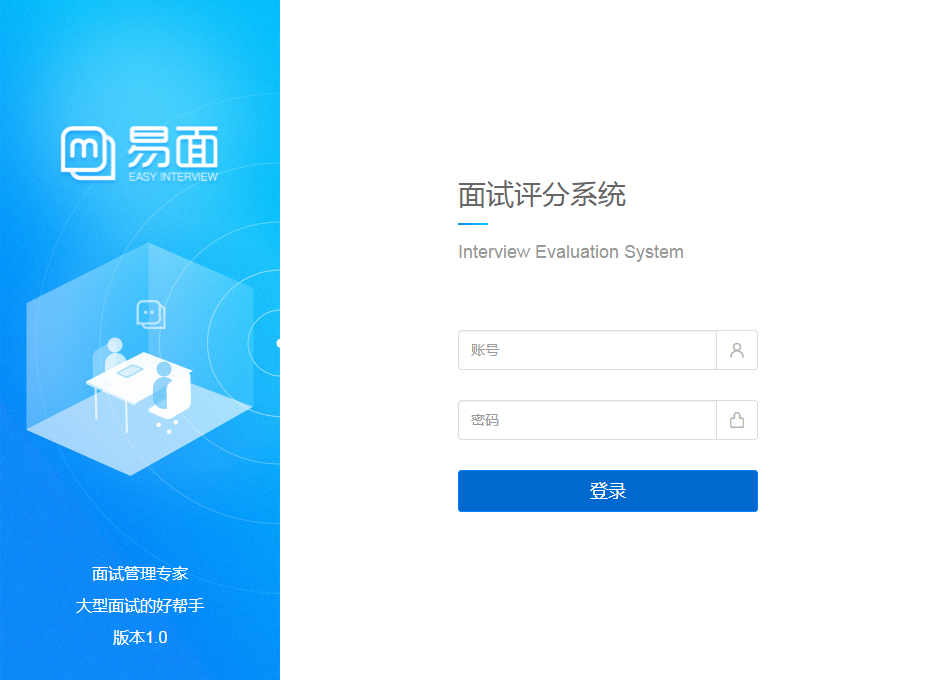 易面
EASY INTERVIEW
面试管理专家
大型面试的好帮手
版本1.0
面试评分系统
Interview Evaluation System
账号
密码
登录